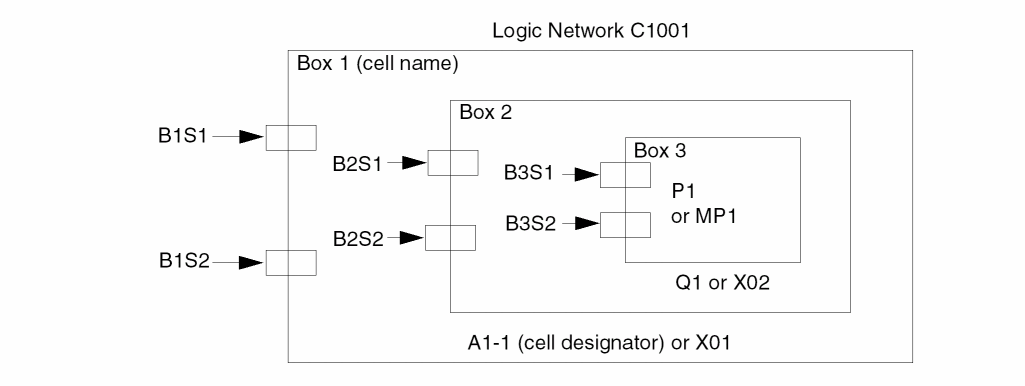 Logic Network C1001
Box 1 (cell name)
Box 2
B1S1
B2S1
Box 3
B3S1
P1
or MP1
B3S2
B2S2
B1S2
Q1 or X02
A1-1 (cell designator) or X01